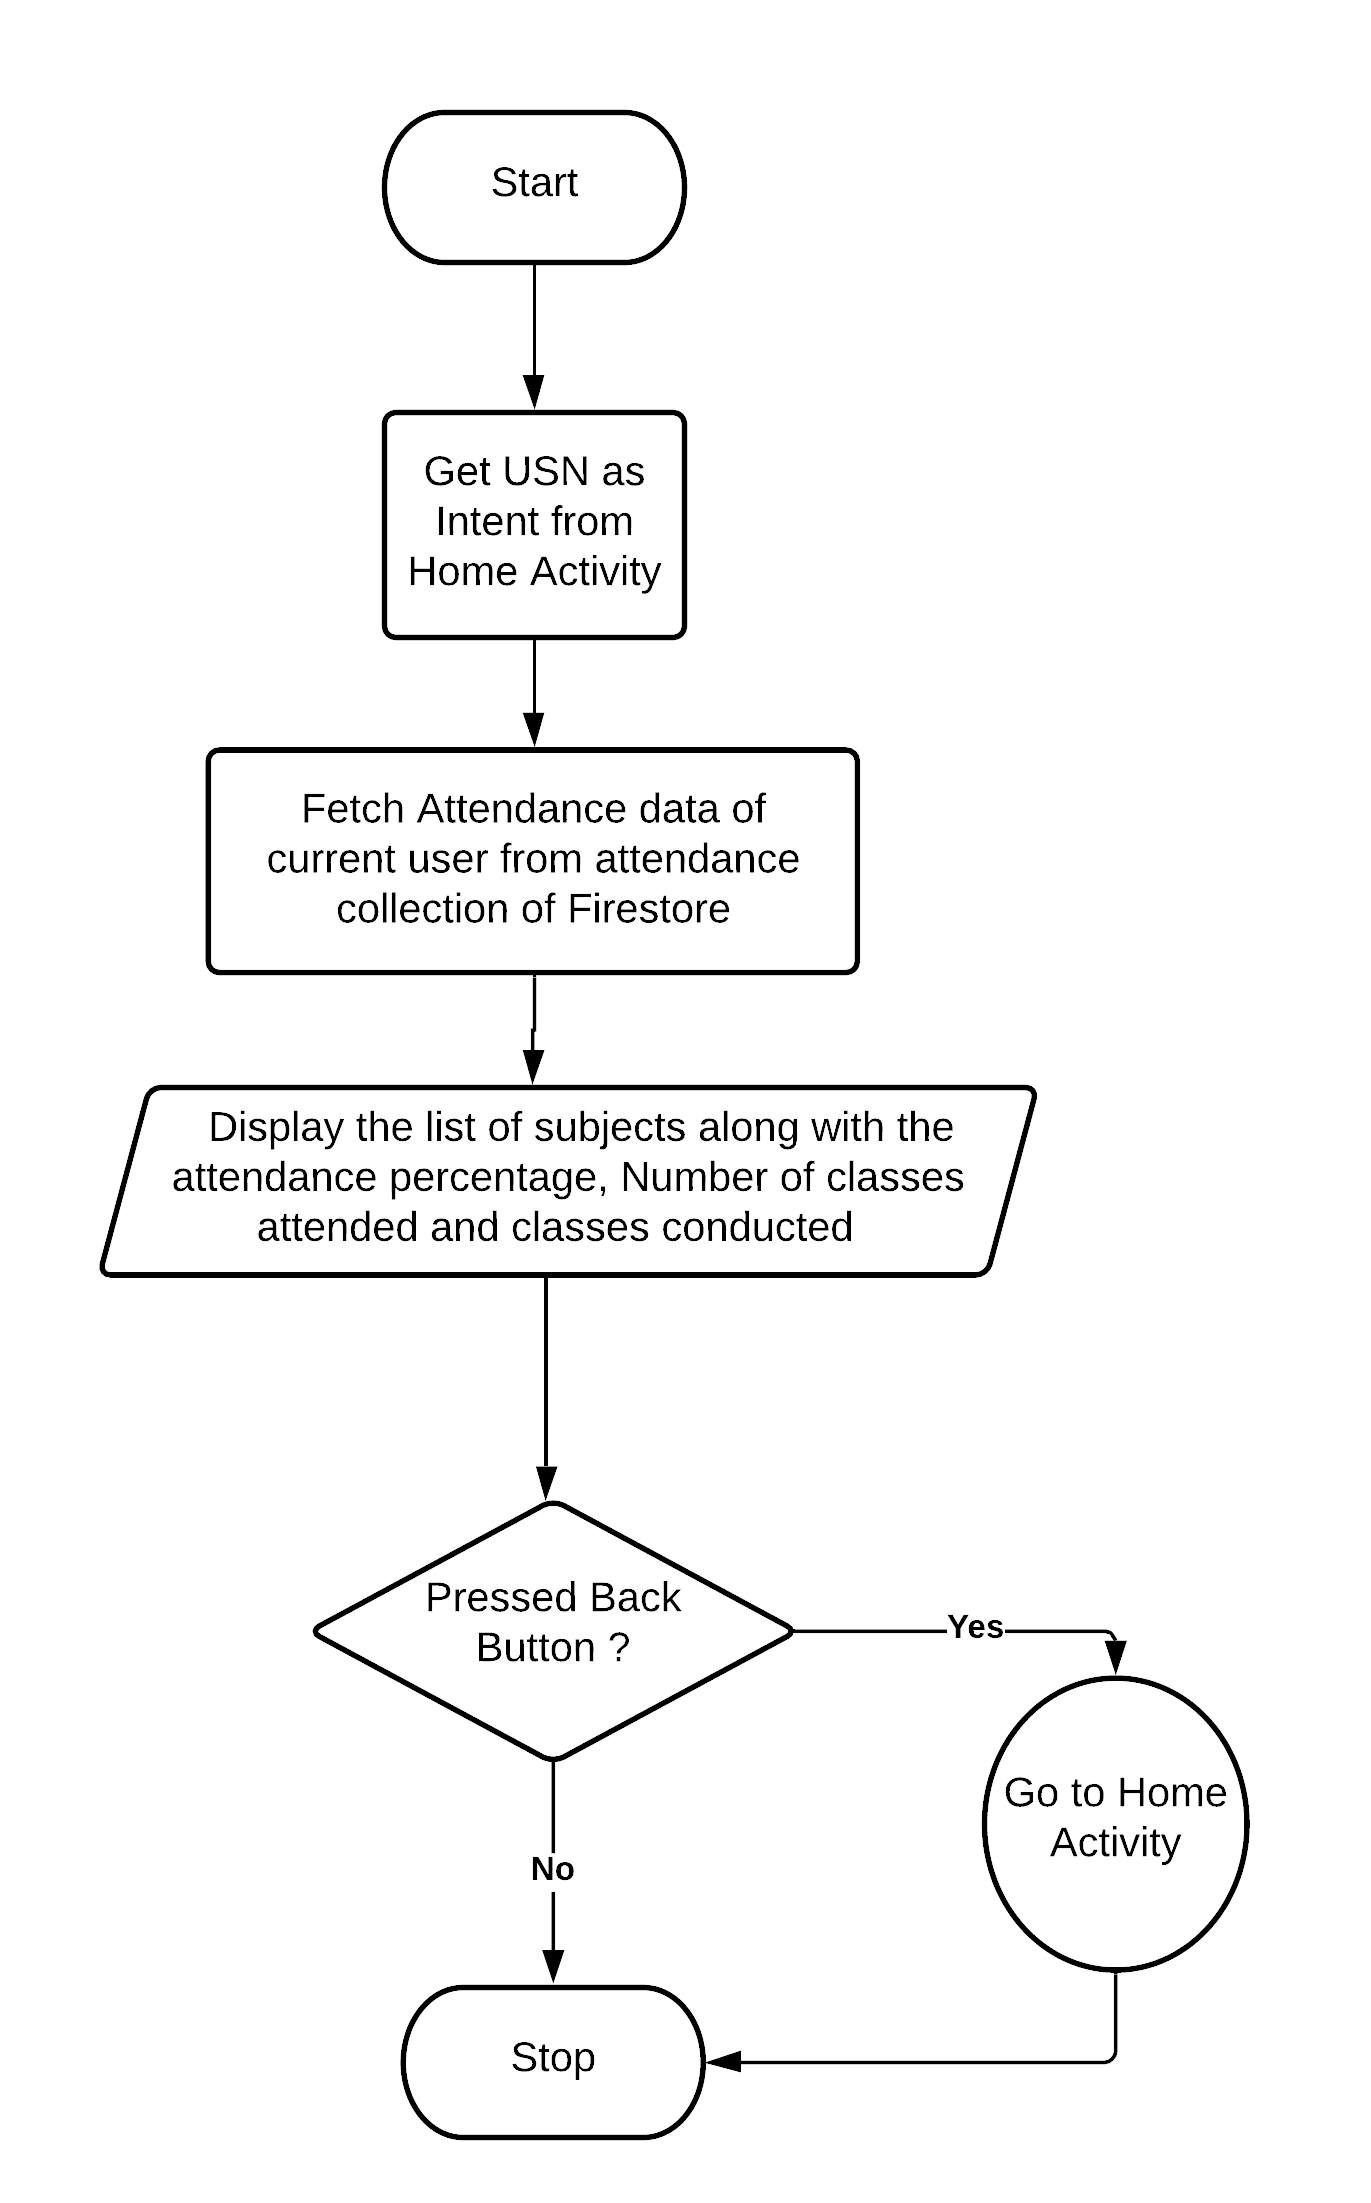 Start
Get USN as
Intent from
Home Activity
Fetch Attendance data of
current user from attendance
collection of Firestore
Display the list of subjects along with the
attendance percentage, Number of classes
attended and classes conducted
Pressed Back
Button ?
Yes
Go to Home
Activity
No
Stop